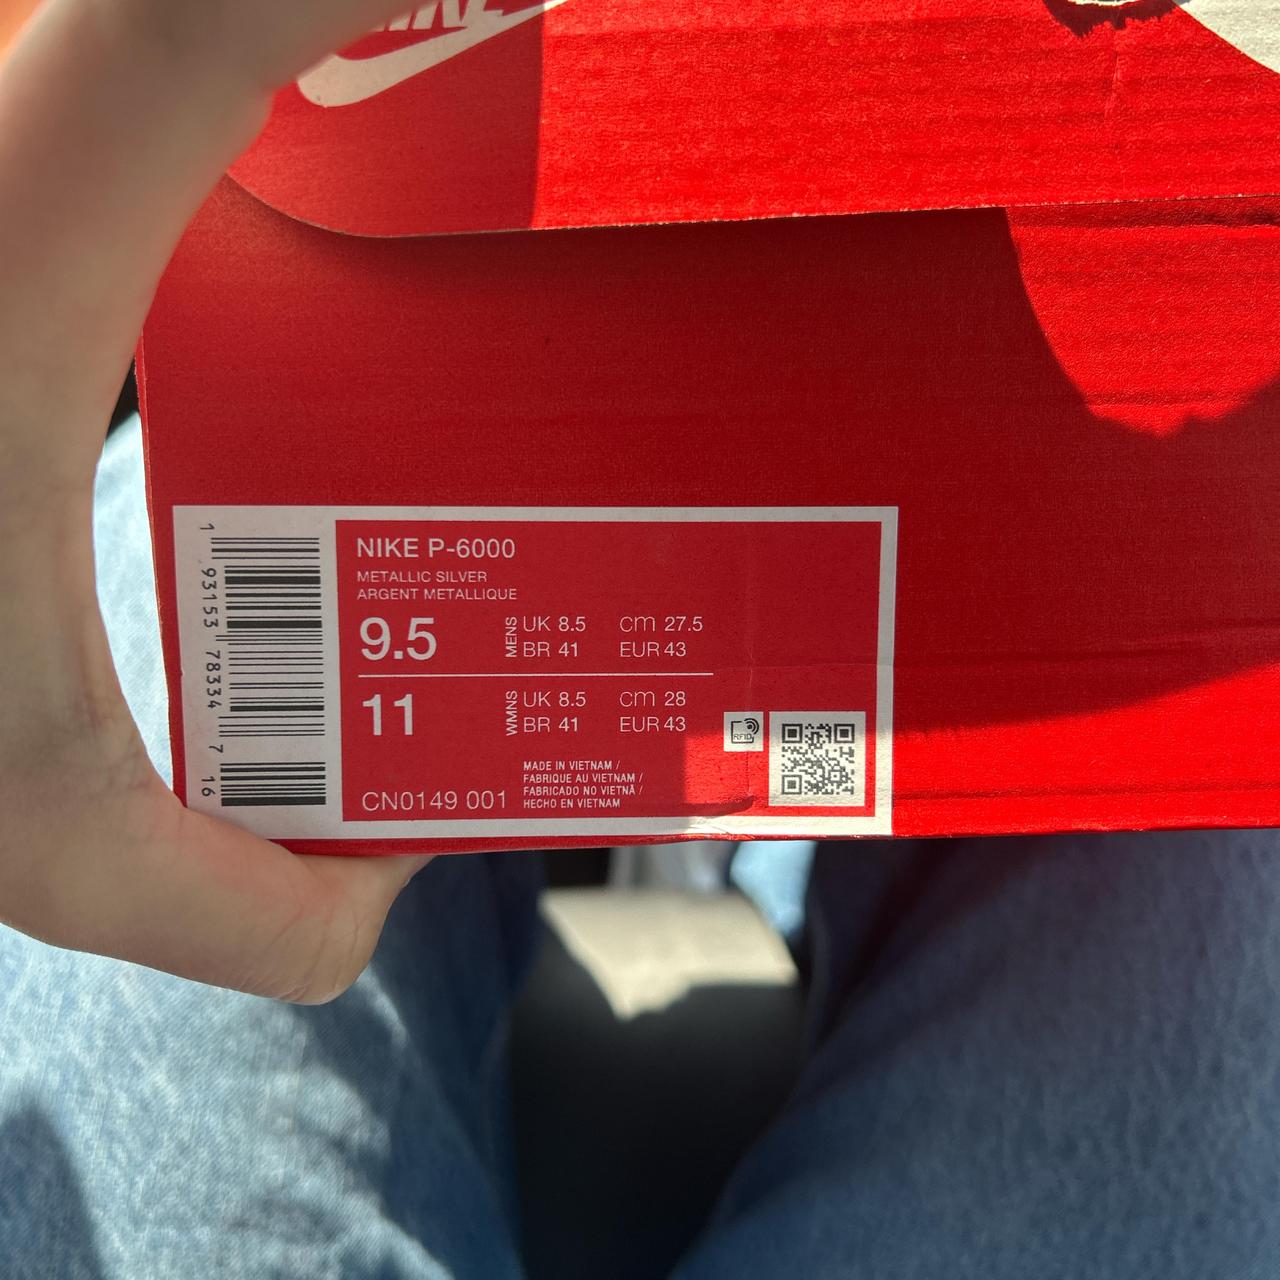 NIKE
1 93153 78334 7 16
NIKE P-6000
METALLIC SILVER
ARGENT METALLIQUE
9.5 MENS UK 8.5 cm 27.5
BR 41 EUR 43
11 WMNS UK 8.5 cm 28
BR 41 EUR 43
RFID
MADE IN VIETNAM /
FABRIQUE AU VIETNAM /
FABRICADO NO VIETNÃ /
HECHO EN VIETNAM
CN0149 001